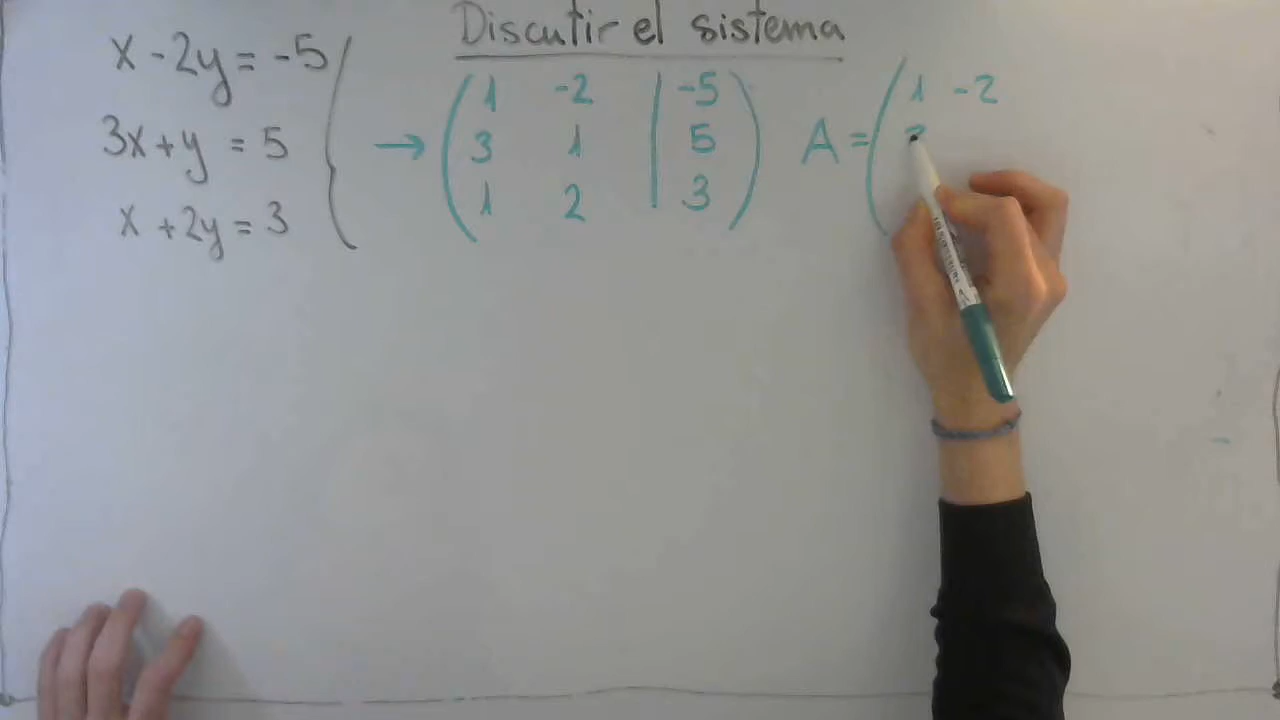 Discutir el sistema
x - 2y = -5
3x + y = 5
x + 2y = 3
→ ( 1 -2 | -5 )
3 1 | 5
1 2 | 3
A = ( 1 -2
3